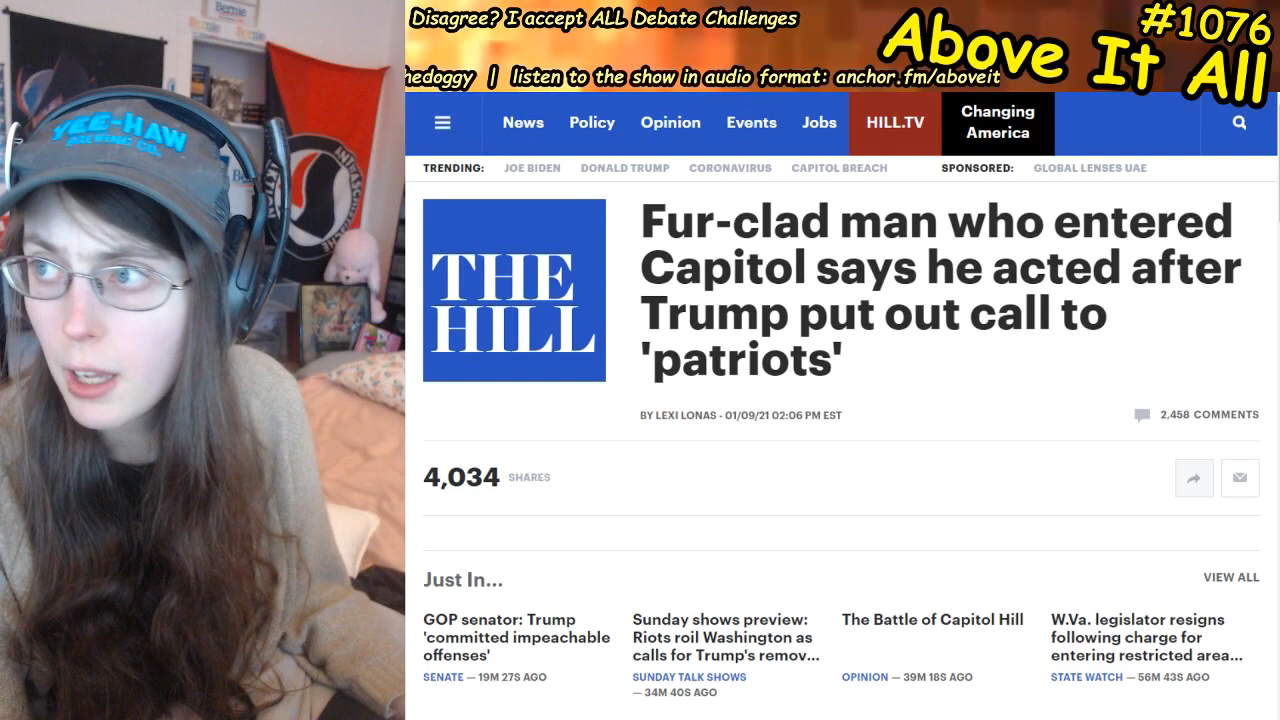 Disagree? I accept ALL Debate Challenges
hedoggy | listen to the show in audio format: anchor.fm/aboveit
Above It All
#1076
News
Policy
Opinion
Events
Jobs
HILL.TV
Changing
America
TRENDING: JOE BIDEN DONALD TRUMP CORONAVIRUS CAPITOL BREACH
SPONSORED: GLOBAL LENSES UAE
THE
HILL
Fur-clad man who entered
Capitol says he acted after
Trump put out call to
'patriots'
BY LEXI LONAS - 01/09/21 02:06 PM EST
2,458 COMMENTS
4,034 SHARES
Just In...
VIEW ALL
GOP senator: Trump
'committed impeachable
offenses'
SENATE — 19M 27S AGO
Sunday shows preview:
Riots roil Washington as
calls for Trump's remov...
SUNDAY TALK SHOWS
— 34M 40S AGO
The Battle of Capitol Hill
OPINION — 39M 18S AGO
W.Va. legislator resigns
following charge for
entering restricted area...
STATE WATCH — 56M 43S AGO
YEE-HAW
BREWING CO.
Bernie
Bernie
Be